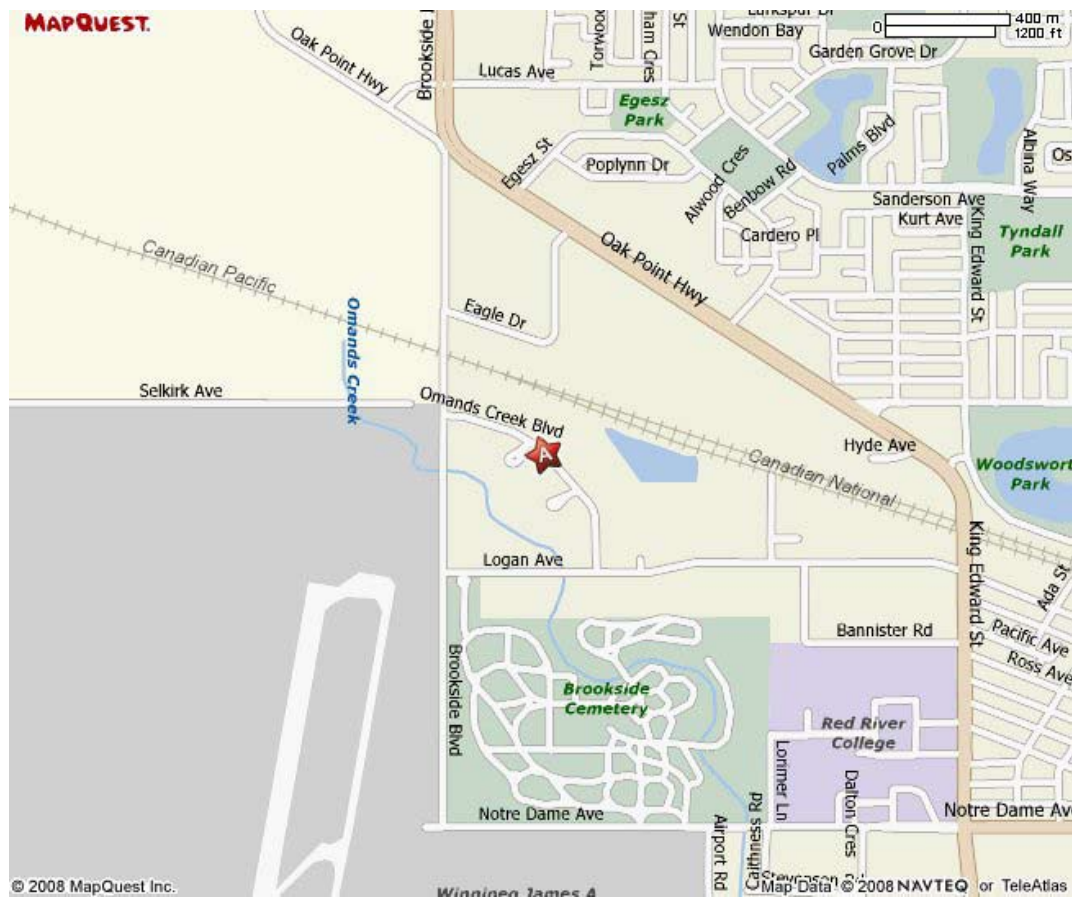 MAPQUEST.
0
400 m
1200 ft
Wendon Bay
Garden Grove Dr
Oak Point Hwy
Lucas Ave
St
Egesz
Park
Palms Blvd
Albina Way
Egesz St
Poplynn Dr
Alwood Cres
Benbow Rd
Sanderson Ave
Kurt Ave
Cardero Pl
King Edward St
Tyndall
Park
Canadian Pacific
Oak Point Hwy
Omands Creek
Eagle Dr
Selkirk Ave
Omands Creek Blvd
A
Hyde Ave
Canadian National
Park
King Edward St
Logan Ave
Ada St
Bannister Rd
Pacific Ave
Ross Ave
Brookside Blvd
Brookside
Cemetery
Red River
College
Lorimer Ln
Dalton Cres
Notre Dame Ave
Notre Dame Ave
Airport Rd
Caithness Rd
Winnipeg James A
© 2008 MapQuest Inc.
Map Data © 2008 NAVTEQ or TeleAtlas